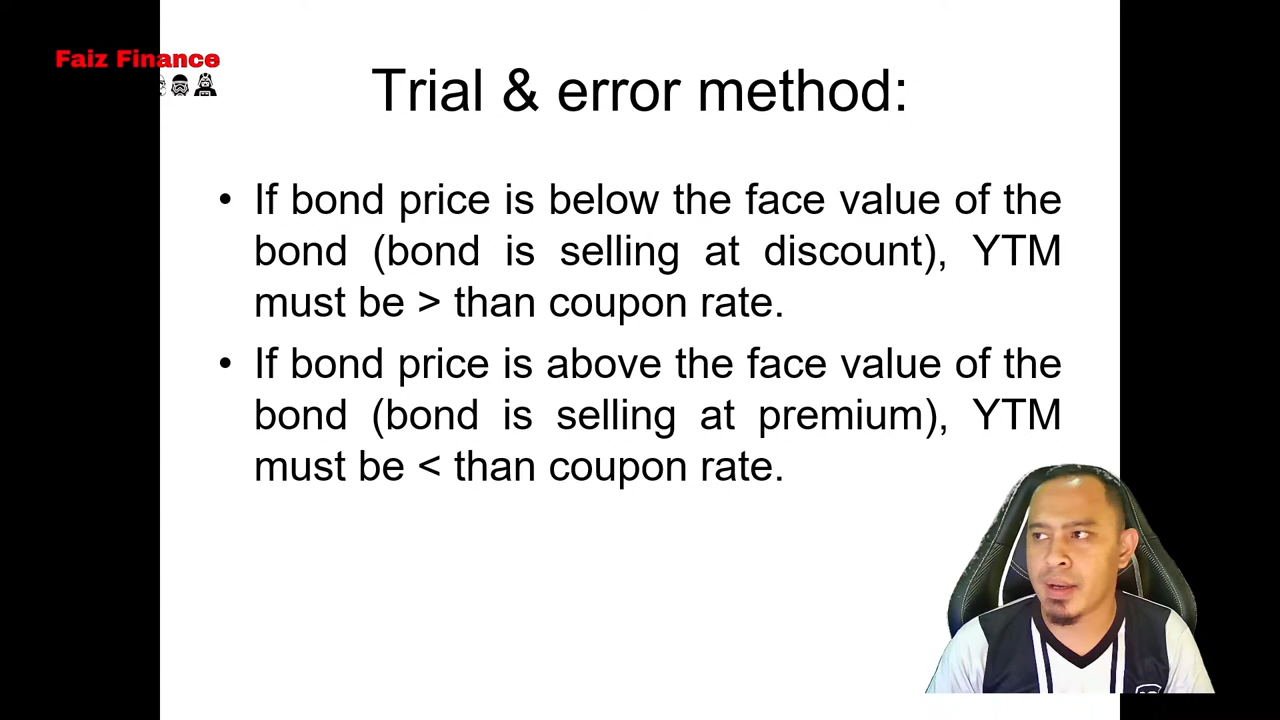 Faiz Finance
Trial & error method:
• If bond price is below the face value of the
bond (bond is selling at discount), YTM
must be > than coupon rate.
• If bond price is above the face value of the
bond (bond is selling at premium), YTM
must be < than coupon rate.